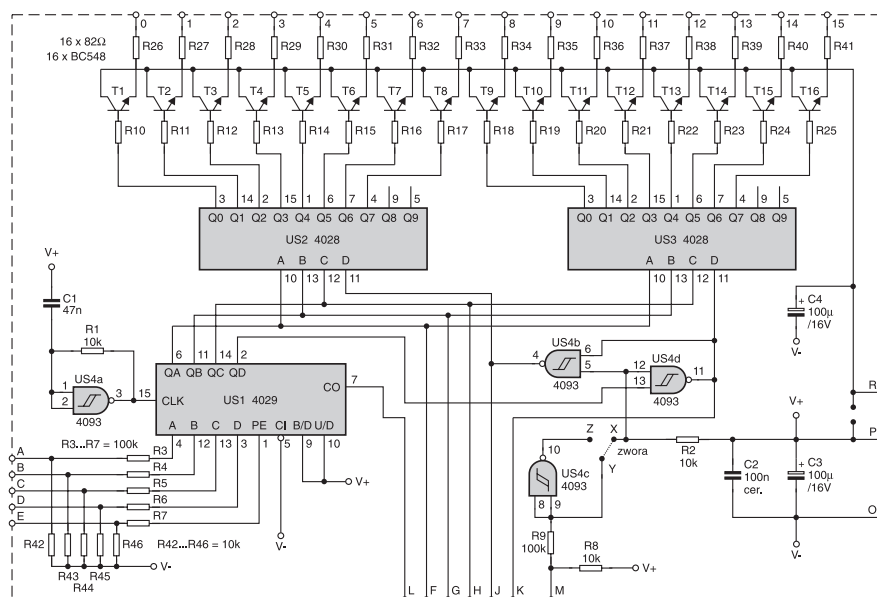 0 1 2 3 4 5 6 7 8 9 10 11 12 13 14 15
16 x 82Ω
16 x BC548
R26 R27 R28 R29 R30 R31 R32 R33 R34 R35 R36 R37 R38 R39 R40 R41
T1 T2 T3 T4 T5 T6 T7 T8 T9 T10 T11 T12 T13 T14 T15 T16
R10 R11 R12 R13 R14 R15 R16 R17 R18 R19 R20 R21 R22 R23 R24 R25
3 14 2 15 1 6 7 4 9 5 3 14 2 15 1 6 7 4 9 5
Q0 Q1 Q2 Q3 Q4 Q5 Q6 Q7 Q8 Q9 Q0 Q1 Q2 Q3 Q4 Q5 Q6 Q7 Q8 Q9
US2 4028 US3 4028
A B C D A B C D
10 13 12 11 10 13 12 11
V+
C1
47n
R1
10k
C4
100µ
/16V
+
V-
6 11 14 2
QA QB QC QD
US4a
1
2
3
4093
15
CLK
US1 4029
CO
7
A B C D PE CI B/D U/D
4 12 13 3 1 5 9 10
US4b
4
6
5
4093
US4d
12
13
11
4093
R
P
O
R3...R7 = 100k
A
B
C
D
E
R3
R4
R5
R6
R7
V+
V-
R42
R43
R44
R45
R46
R42...R46 = 10k
V-
Z
X
Y
zwora
10
US4c
4093
8 9
R2
10k
C2
100n
cer.
V+
+
C3
100µ
/16V
V-
R9
100k
R8
10k
V+
L F G H J K M